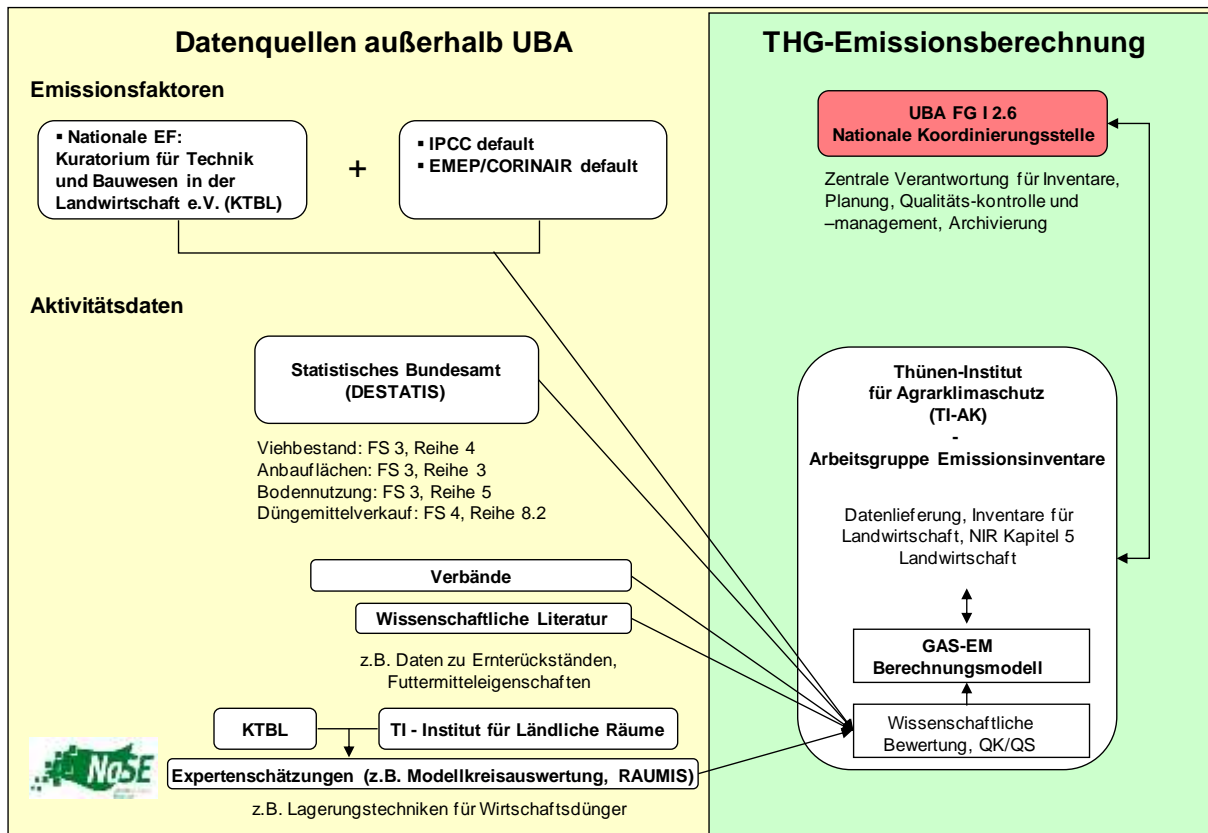 Datenquellen außerhalb UBA
Emissionsfaktoren
▪ Nationale EF:
Kuratorium für Technik
und Bauwesen in der
Landwirtschaft e.V. (KTBL)
+
▪ IPCC default
▪ EMEP/CORINAIR default
Aktivitätsdaten
Statistisches Bundesamt
(DESTATIS)
Viehbestand: FS 3, Reihe 4
Anbauflächen: FS 3, Reihe 3
Bodennutzung: FS 3, Reihe 5
Düngemittelverkauf: FS 4, Reihe 8.2
Verbände
Wissenschaftliche Literatur
z.B. Daten zu Ernterückständen,
Futtermitteleigenschaften
KTBL
TI - Institut für Ländliche Räume
Expertenschätzungen (z.B. Modellkreisauswertung, RAUMIS)
z.B. Lagerungstechniken für Wirtschaftsdünger
NaSE
THG-Emissionsberechnung
UBA FG I 2.6
Nationale Koordinierungsstelle
Zentrale Verantwortung für Inventare,
Planung, Qualitäts-kontrolle und
–management, Archivierung
Thünen-Institut
für Agrarklimaschutz
(TI-AK)
-
Arbeitsgruppe Emissionsinventare
Datenlieferung, Inventare für
Landwirtschaft, NIR Kapitel 5
Landwirtschaft
GAS-EM
Berechnungsmodell
Wissenschaftliche
Bewertung, QK/QS